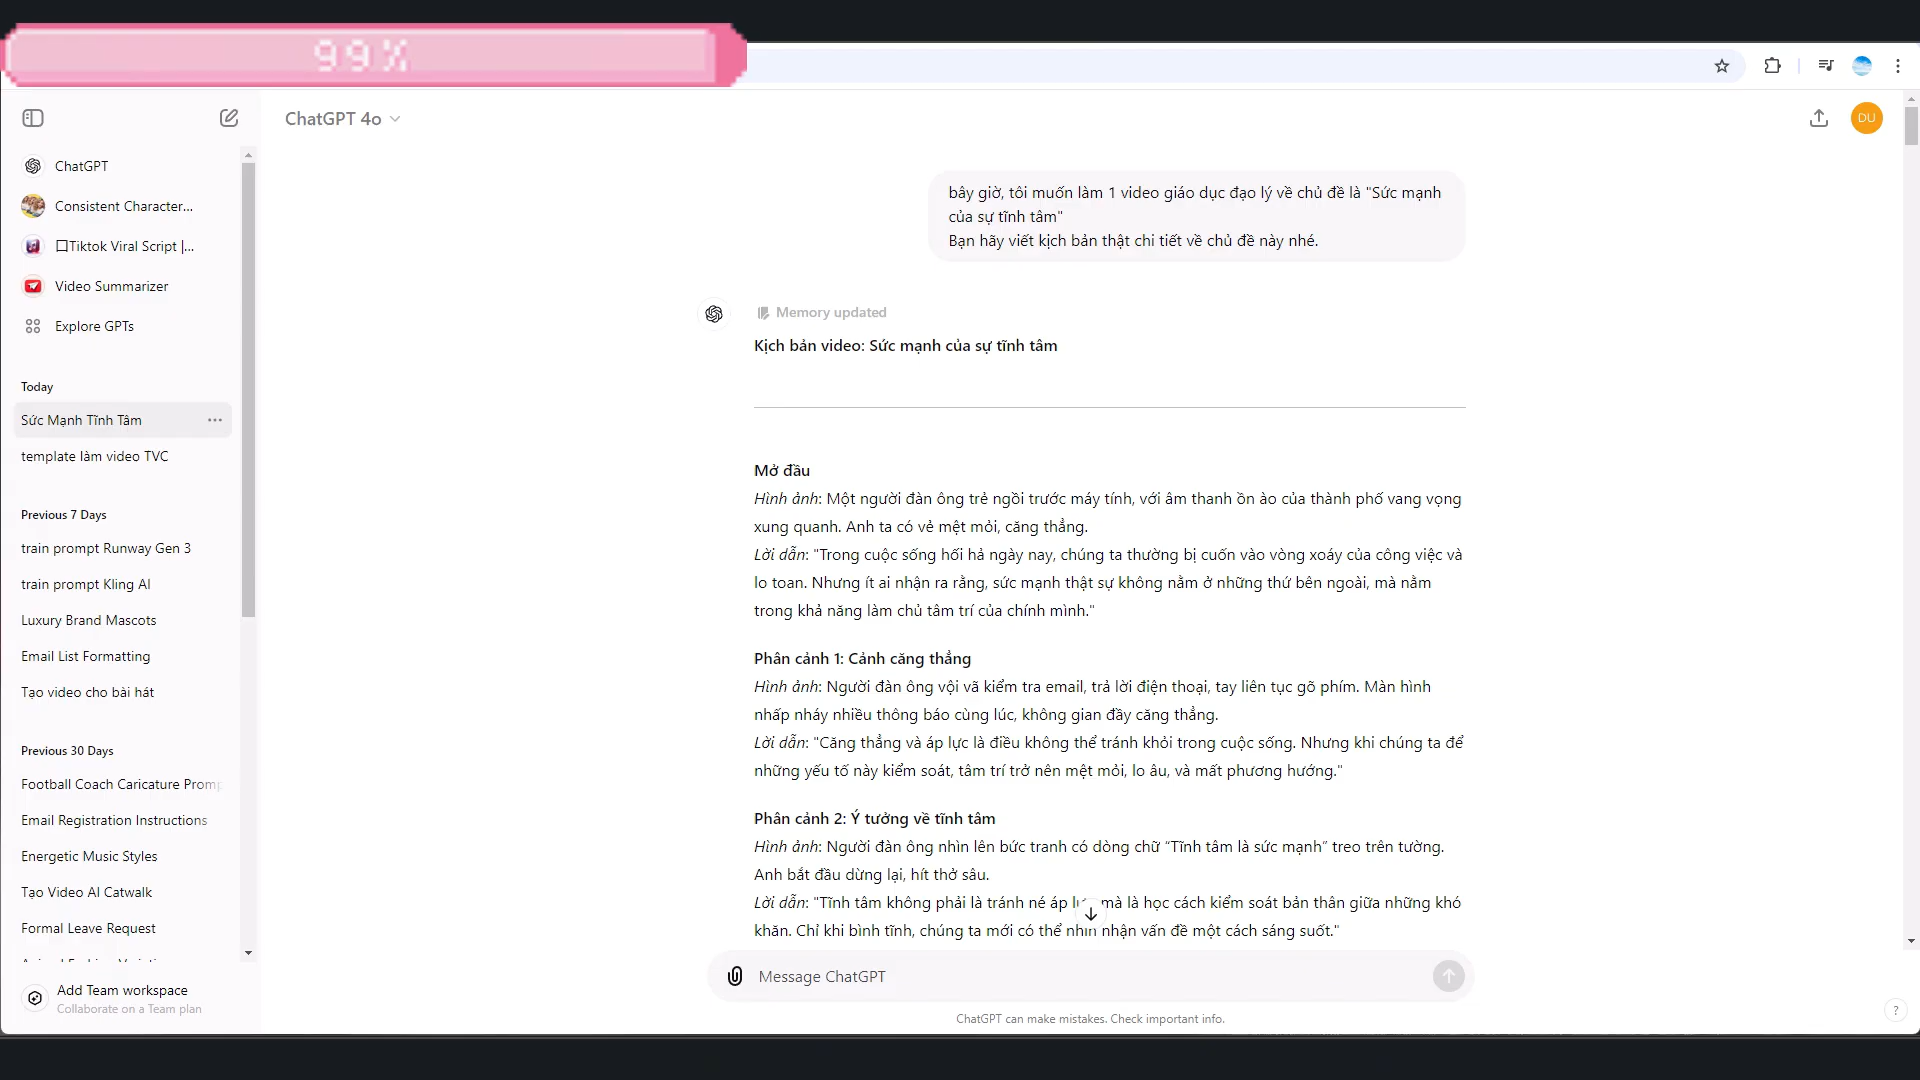 99%
ChatGPT 4o
DU
ChatGPT
Consistent Character...
Tiktok Viral Script |...
Video Summarizer
Explore GPTs
Today
Sức Mạnh Tĩnh Tâm
template làm video TVC
Previous 7 Days
train prompt Runway Gen 3
train prompt Kling AI
Luxury Brand Mascots
Email List Formatting
Tạo video cho bài hát
Previous 30 Days
Football Coach Caricature Promp
Email Registration Instructions
Energetic Music Styles
Tạo Video AI Catwalk
Formal Leave Request
Add Team workspace
Collaborate on a Team plan
bây giờ, tôi muốn làm 1 video giáo dục đạo lý về chủ đề là "Sức mạnh
của sự tĩnh tâm"
Bạn hãy viết kịch bản thật chi tiết về chủ đề này nhé.
Memory updated
Kịch bản video: Sức mạnh của sự tĩnh tâm
Mở đầu
Hình ảnh: Một người đàn ông trẻ ngồi trước máy tính, với âm thanh ồn ào của thành phố vang vọng
xung quanh. Anh ta có vẻ mệt mỏi, căng thẳng.
Lời dẫn: "Trong cuộc sống hối hả ngày nay, chúng ta thường bị cuốn vào vòng xoáy của công việc và
lo toan. Nhưng ít ai nhận ra rằng, sức mạnh thật sự không nằm ở những thứ bên ngoài, mà nằm
trong khả năng làm chủ tâm trí của chính mình."
Phân cảnh 1: Cảnh căng thẳng
Hình ảnh: Người đàn ông vội vã kiểm tra email, trả lời điện thoại, tay liên tục gõ phím. Màn hình
nhấp nháy nhiều thông báo cùng lúc, không gian đầy căng thẳng.
Lời dẫn: "Căng thẳng và áp lực là điều không thể tránh khỏi trong cuộc sống. Nhưng khi chúng ta để
những yếu tố này kiểm soát, tâm trí trở nên mệt mỏi, lo âu, và mất phương hướng."
Phân cảnh 2: Ý tưởng về tĩnh tâm
Hình ảnh: Người đàn ông nhìn lên bức tranh có dòng chữ “Tĩnh tâm là sức mạnh” treo trên tường.
Anh bắt đầu dừng lại, hít thở sâu.
Lời dẫn: "Tĩnh tâm không phải là tránh né áp mà là học cách kiểm soát bản thân giữa những khó
khăn. Chỉ khi bình tĩnh, chúng ta mới có thể nhìn nhận vấn đề một cách sáng suốt."
Message ChatGPT
ChatGPT can make mistakes. Check important info.
?